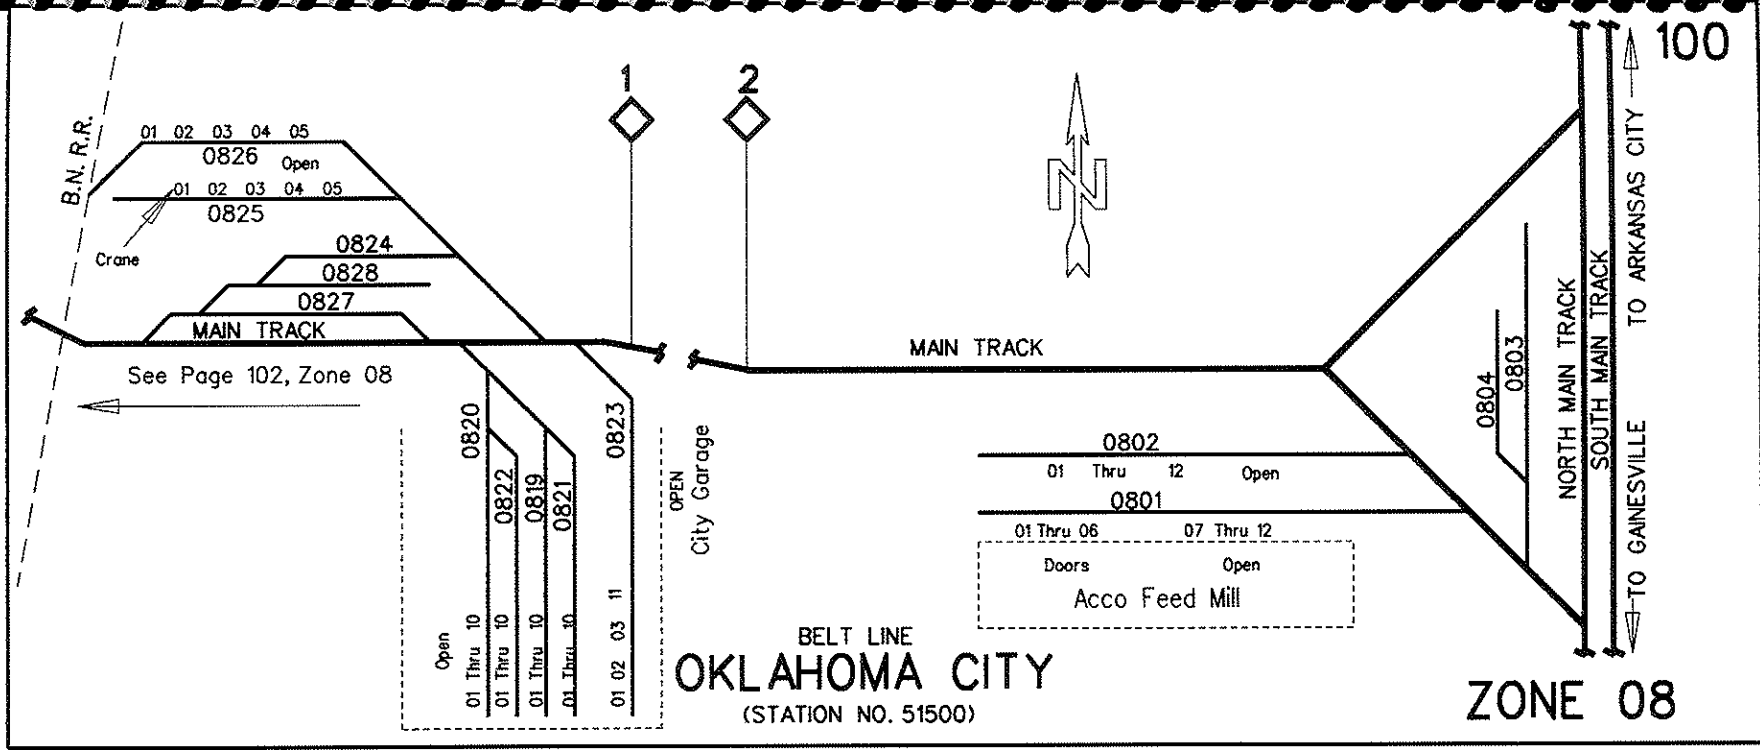 100
1
2
B.N. R.R.
01 02 03 04 05
0826
Open
01 02 03 04 05
0825
Crane
0824
0828
0827
MAIN TRACK
See Page 102, Zone 08
MAIN TRACK
0820
0822
0819
0821
0823
Open
01 Thru 10
01 Thru 10
01 Thru 10
01 Thru 10
01 02 03 11
OPEN
City Garage
0802
01 Thru 12 Open
0801
01 Thru 06 07 Thru 12
Doors Open
Acco Feed Mill
0804
0803
NORTH MAIN TRACK
SOUTH MAIN TRACK
TO ARKANSAS CITY
TO GAINESVILLE
N
BELT LINE
OKLAHOMA CITY
(STATION NO. 51500)
ZONE 08